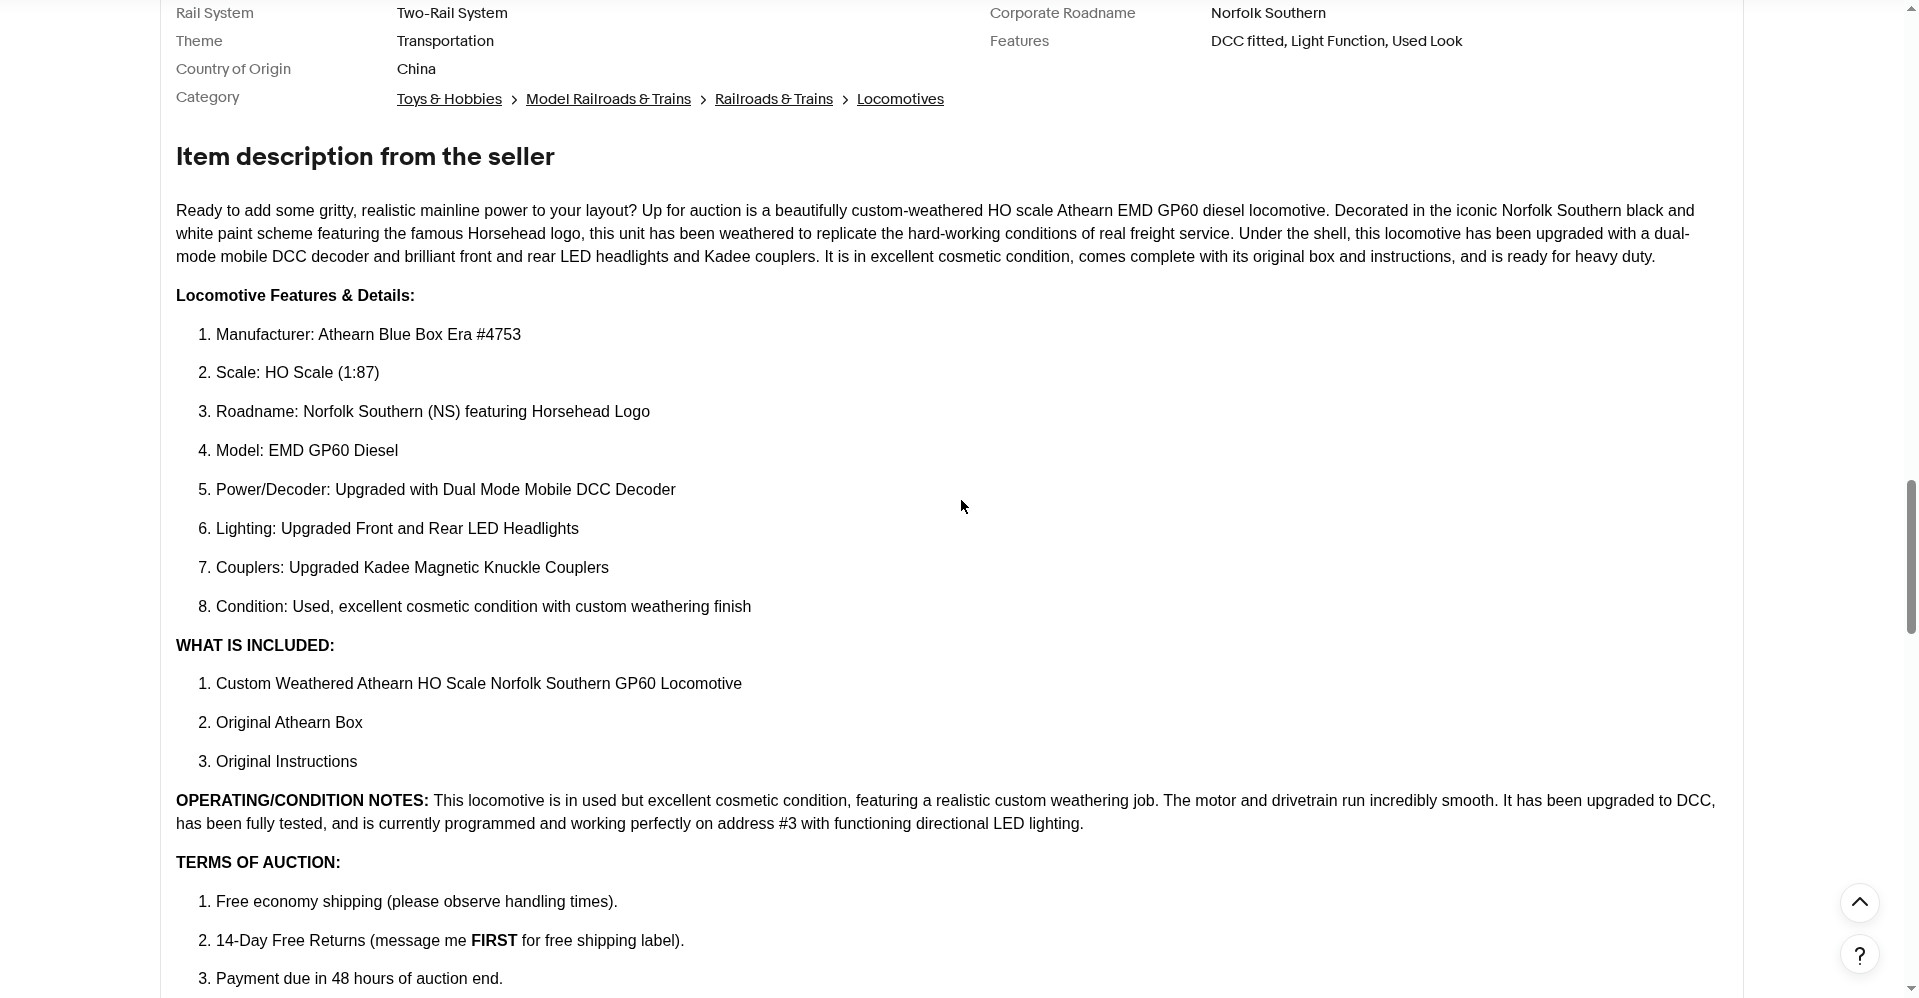 Rail System Two-Rail System Corporate Roadname Norfolk Southern
Theme Transportation Features DCC fitted, Light Function, Used Look
Country of Origin China
Category Toys & Hobbies > Model Railroads & Trains > Railroads & Trains > Locomotives
Item description from the seller
Ready to add some gritty, realistic mainline power to your layout? Up for auction is a beautifully custom-weathered HO scale Athearn EMD GP60 diesel locomotive. Decorated in the iconic Norfolk Southern black and
white paint scheme featuring the famous Horsehead logo, this unit has been weathered to replicate the hard-working conditions of real freight service. Under the shell, this locomotive has been upgraded with a dual-
mode mobile DCC decoder and brilliant front and rear LED headlights and Kadee couplers. It is in excellent cosmetic condition, comes complete with its original box and instructions, and is ready for heavy duty.
Locomotive Features & Details:
1. Manufacturer: Athearn Blue Box Era #4753
2. Scale: HO Scale (1:87)
3. Roadname: Norfolk Southern (NS) featuring Horsehead Logo
4. Model: EMD GP60 Diesel
5. Power/Decoder: Upgraded with Dual Mode Mobile DCC Decoder
6. Lighting: Upgraded Front and Rear LED Headlights
7. Couplers: Upgraded Kadee Magnetic Knuckle Couplers
8. Condition: Used, excellent cosmetic condition with custom weathering finish
WHAT IS INCLUDED:
1. Custom Weathered Athearn HO Scale Norfolk Southern GP60 Locomotive
2. Original Athearn Box
3. Original Instructions
OPERATING/CONDITION NOTES: This locomotive is in used but excellent cosmetic condition, featuring a realistic custom weathering job. The motor and drivetrain run incredibly smooth. It has been upgraded to DCC,
has been fully tested, and is currently programmed and working perfectly on address #3 with functioning directional LED lighting.
TERMS OF AUCTION:
1. Free economy shipping (please observe handling times).
2. 14-Day Free Returns (message me FIRST for free shipping label).
3. Payment due in 48 hours of auction end.
?